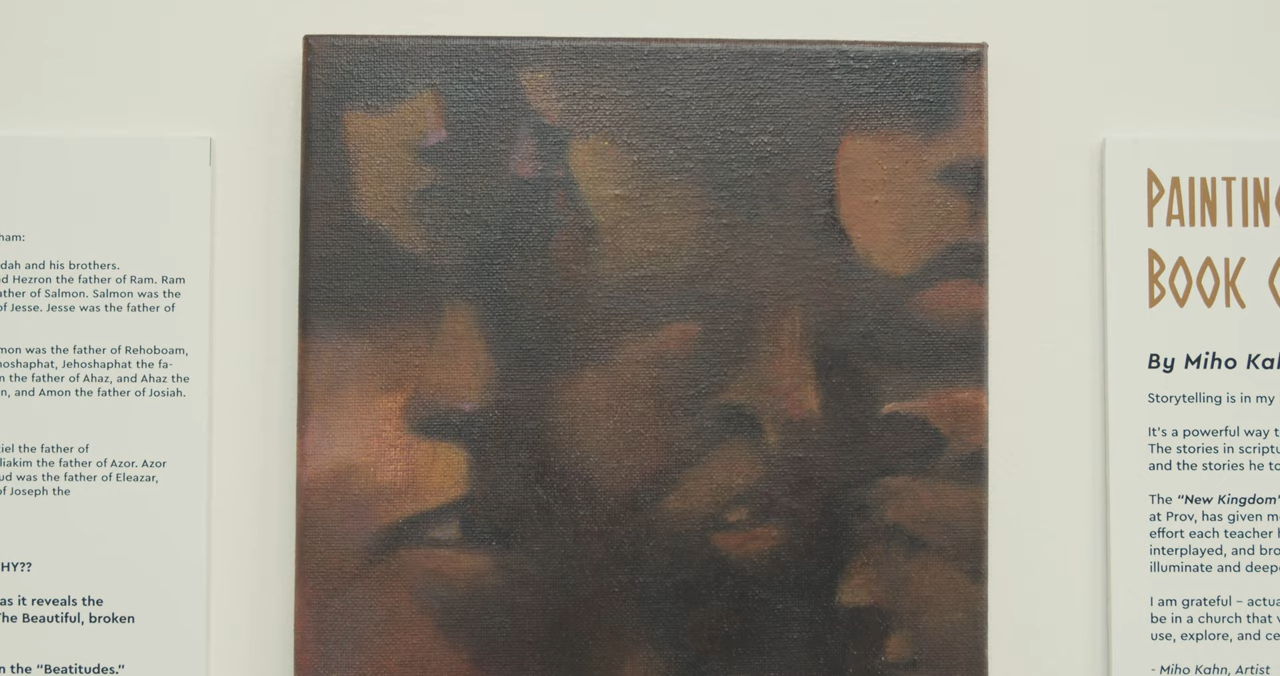 ham:
dah and his brothers.
d Hezron the father of Ram. Ram
ather of Salmon. Salmon was the
of Jesse. Jesse was the father of
mon was the father of Rehoboam,
hoshaphat, Jehoshaphat the fa-
n the father of Ahaz, and Ahaz the
n, and Amon the father of Josiah.
tiel the father of
liakim the father of Azor. Azor
ud was the father of Eleazar,
of Joseph the
HY??
as it reveals the
The Beautiful, broken
n the “Beatitudes.”
PAINTING
BOOK O
By Miho Kah
Storytelling is in my
It's a powerful way t
The stories in scriptu
and the stories he to
The “New Kingdom”
at Prov, has given m
effort each teacher h
interplayed, and bro
illuminate and deepe
I am grateful – actua
be in a church that v
use, explore, and ce
- Miho Kahn, Artist